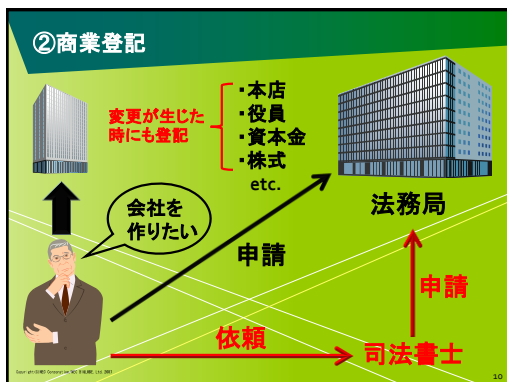 ②商業登記
変更が生じた
時にも登記
・本店
・役員
・資本金
・株式
etc.
法務局
会社を
作りたい
申請
申請
依頼
司法書士
10